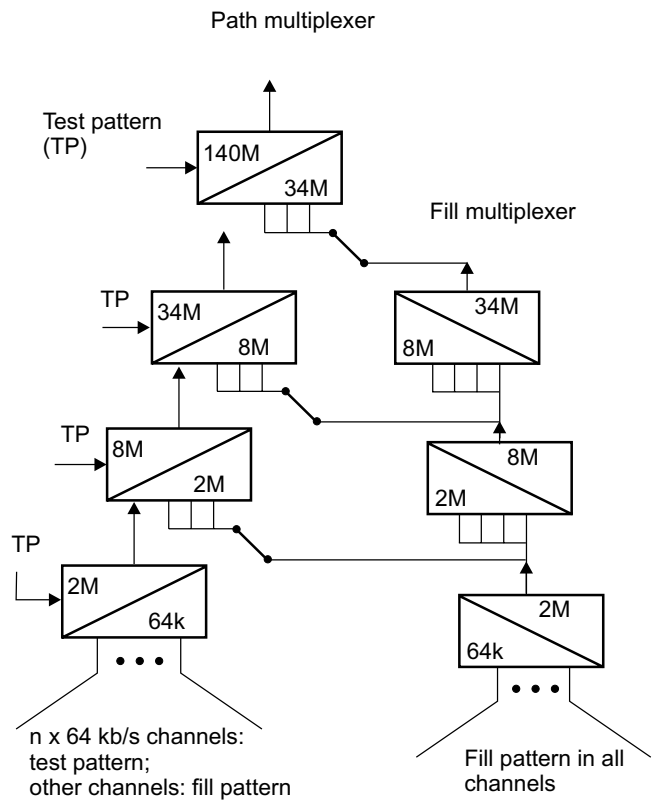 Path multiplexer
Test pattern
(TP)
140M
34M
Fill multiplexer
TP
34M
8M
34M
8M
TP
8M
2M
8M
2M
TP
2M
64k
2M
64k
n x 64 kb/s channels:
test pattern;
other channels: fill pattern
Fill pattern in all
channels